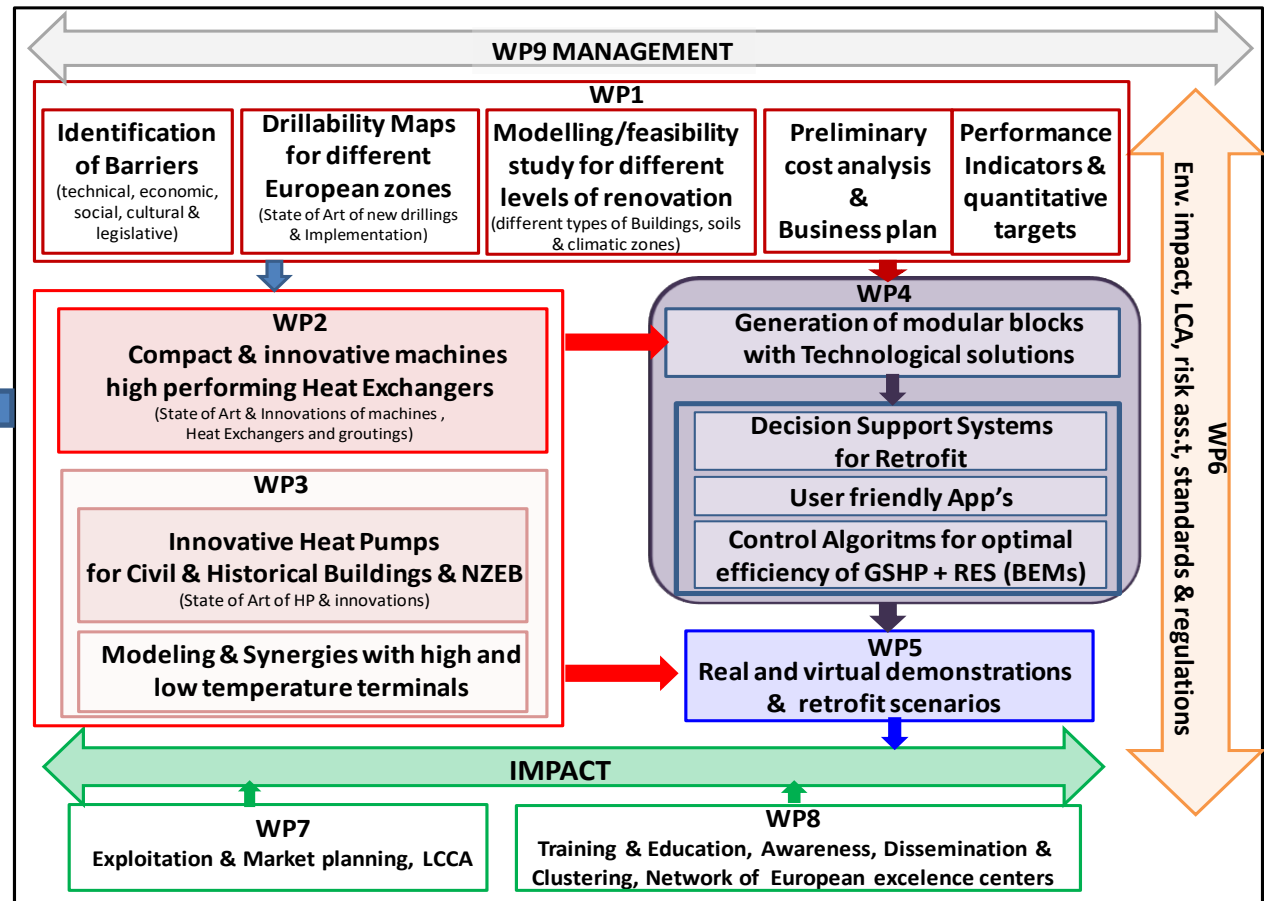 WP9 MANAGEMENT
WP1
Identification
of Barriers
(technical, economic,
social, cultural &
legislative)
Drillability Maps
for different
European zones
(State of Art of new drillings
& Implementation)
Modelling/feasibility
study for different
levels of renovation
(different types of Buildings, soils
& climatic zones)
Preliminary
cost analysis
&
Business plan
Performance
Indicators &
quantitative
targets
WP2
Compact & innovative machines
high performing Heat Exchangers
(State of Art & Innovations of machines ,
Heat Exchangers and groutings)
WP3
Innovative Heat Pumps
for Civil & Historical Buildings & NZEB
(State of Art of HP & innovations)
Modeling & Synergies with high and
low temperature terminals
WP4
Generation of modular blocks
with Technological solutions
Decision Support Systems
for Retrofit
User friendly App's
Control Algoritms for optimal
efficiency of GSHP + RES (BEMs)
WP5
Real and virtual demonstrations
& retrofit scenarios
WP6
Env. impact, LCA, risk ass.t, standards & regulations
IMPACT
WP7
Exploitation & Market planning, LCCA
WP8
Training & Education, Awareness, Dissemination &
Clustering, Network of European excelence centers